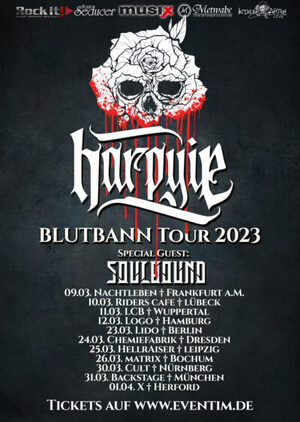 Rock it!
Sonic Seducer
MUSIX
Metwabe
harpyie
BLUTBANN TOUR 2023
SPECIAL GUEST:
SOULBOUND
09.03. NACHTLEBEN † FRANKFURT A.M.
10.03. RIDERS CAFE † LÜBECK
11.03. LCB † WUPPERTAL
12.03. LOGO † HAMBURG
23.03. LIDO † BERLIN
24.03. CHEMIEFABRIK † DRESDEN
25.03. HELLRAISER † LEIPZIG
26.03. MATRIX † BOCHUM
30.03. CULT † NÜRNBERG
31.03. BACKSTAGE † MÜNCHEN
01.04. X † HERFORD
TICKETS AUF WWW.EVENTIM.DE